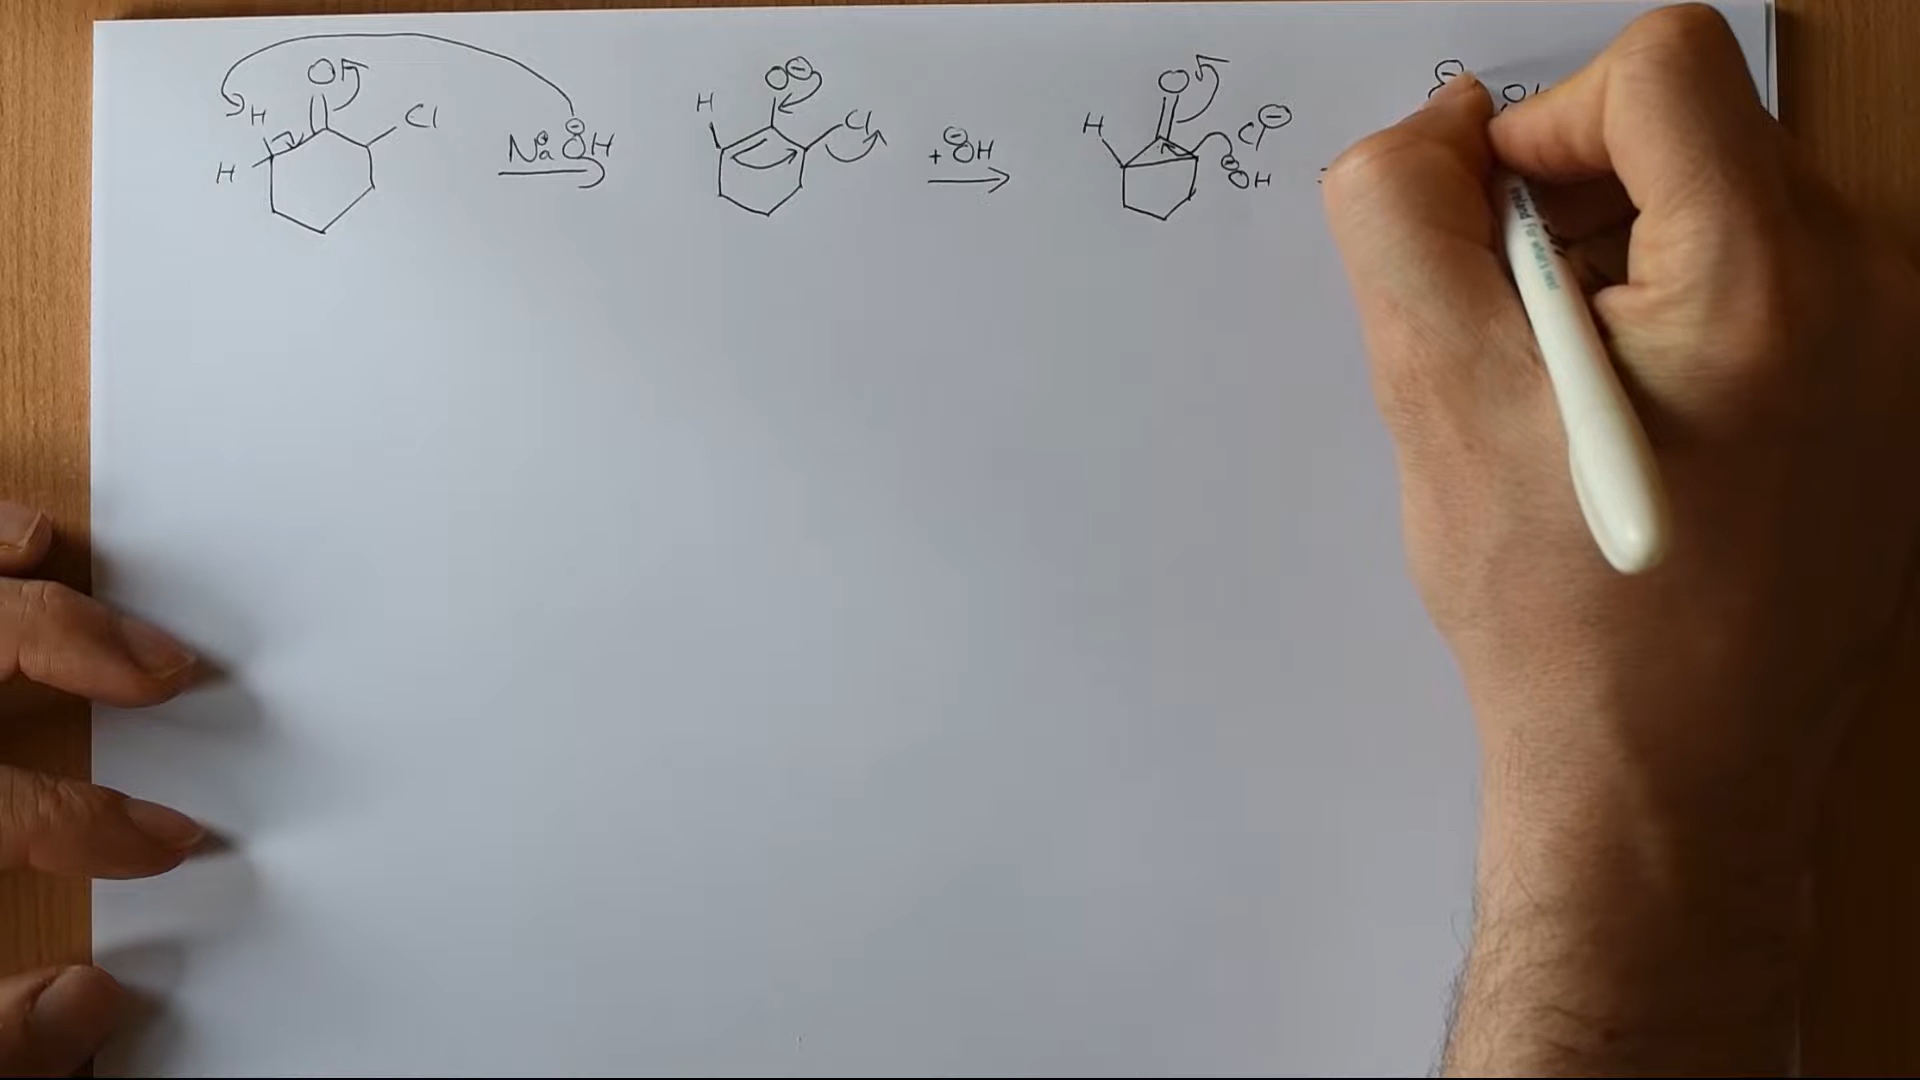 O H H Cl Na⊕ ⊖OH
H O⊖ Cl + ⊖OH
H O Cl⊖ ⊖OH
⊖